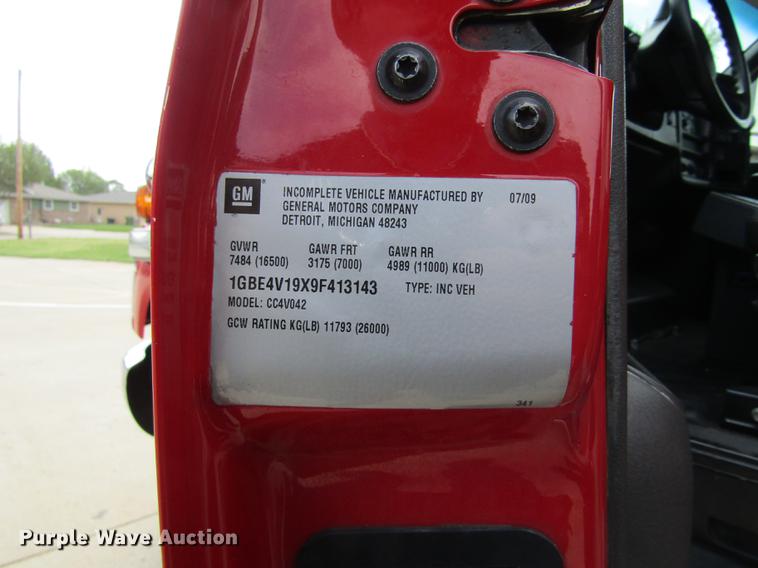 GM
INCOMPLETE VEHICLE MANUFACTURED BY 07/09
GENERAL MOTORS COMPANY
DETROIT, MICHIGAN 48243
GVWR GAWR FRT GAWR RR
7484 (16500) 3175 (7000) 4989 (11000) KG(LB)
1GBE4V19X9F413143 TYPE: INC VEH
MODEL: CC4V042
GCW RATING KG(LB) 11793 (26000)
341
Purple Wave Auction